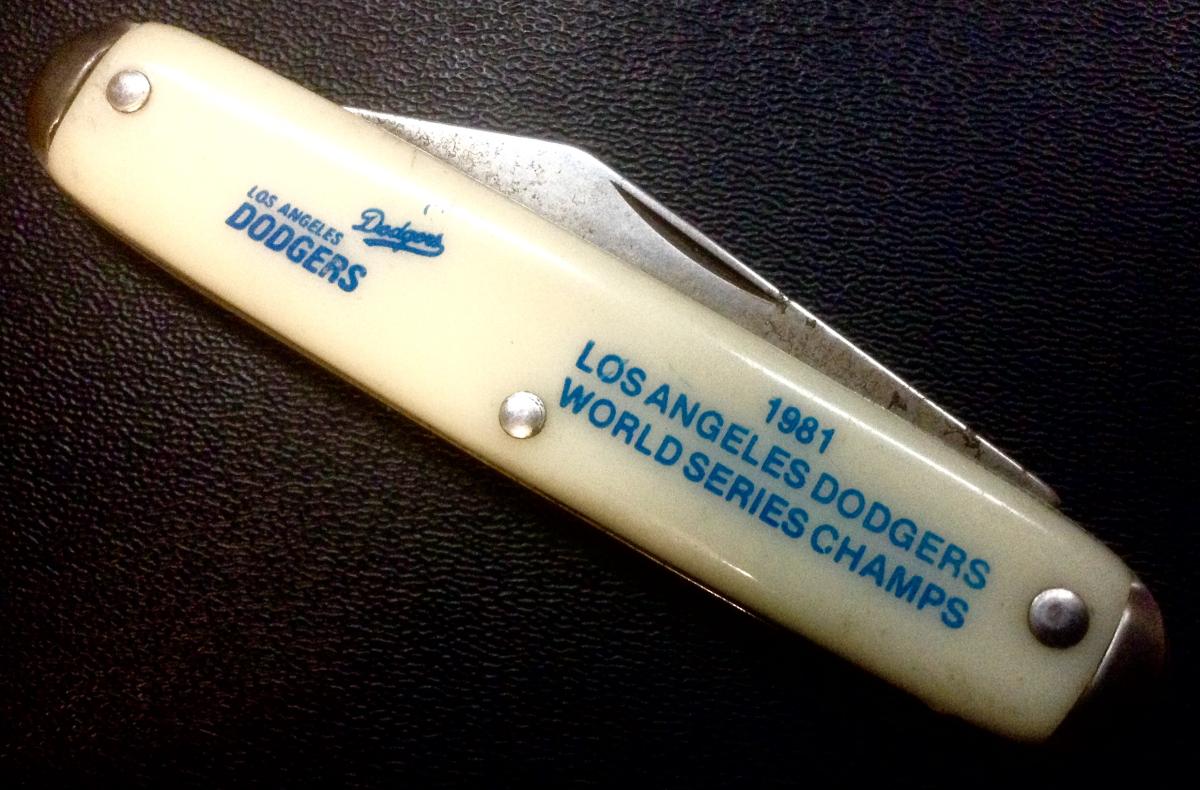 LOS ANGELES
DODGERS
Dodgers
1981
LOS ANGELES DODGERS
WORLD SERIES CHAMPS